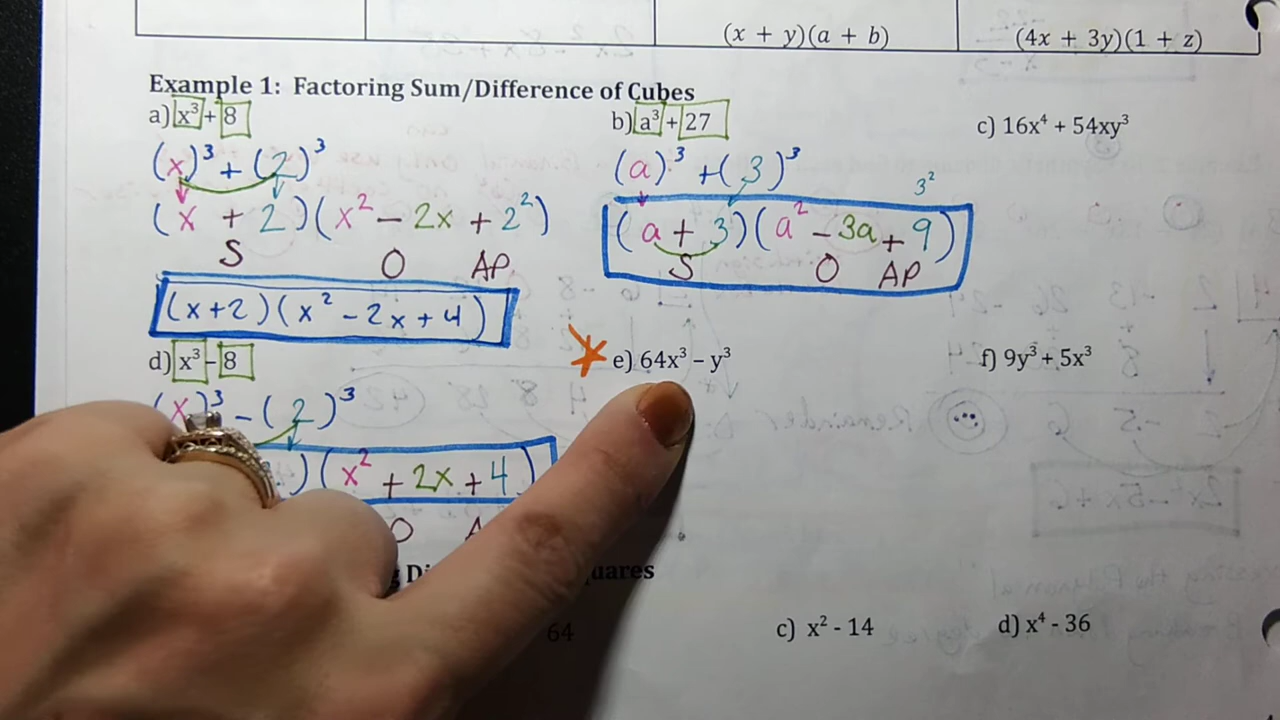 (x + y)(a + b)
(4x + 3y)(1 + z)
Example 1: Factoring Sum/Difference of Cubes
a) x³ + 8
(x)³ + (2)³
(x + 2)(x² - 2x + 2²)
S O AP
(x+2)(x² - 2x + 4)
b) a³ + 27
(a)³ + (3)³
3²
(a + 3)(a² - 3a + 9)
S O AP
c) 16x⁴ + 54xy³
d) x³ - 8
(x)³ - (2)³
)(x² + 2x + 4)
O
e) 64x³ - y³
f) 9y³ + 5x³
64
c) x² - 14
d) x⁴ - 36